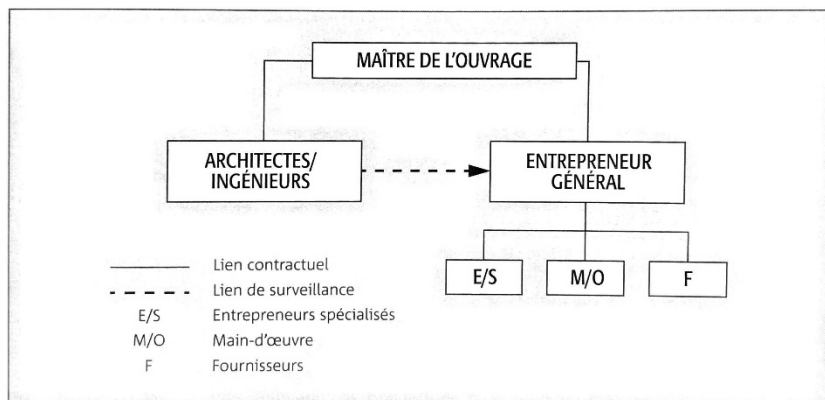 MAÎTRE DE L'OUVRAGE
ARCHITECTES/
INGÉNIEURS
ENTREPRENEUR
GÉNÉRAL
E/S
M/O
F
Lien contractuel
Lien de surveillance
E/S Entrepreneurs spécialisés
M/O Main-d'œuvre
F Fournisseurs